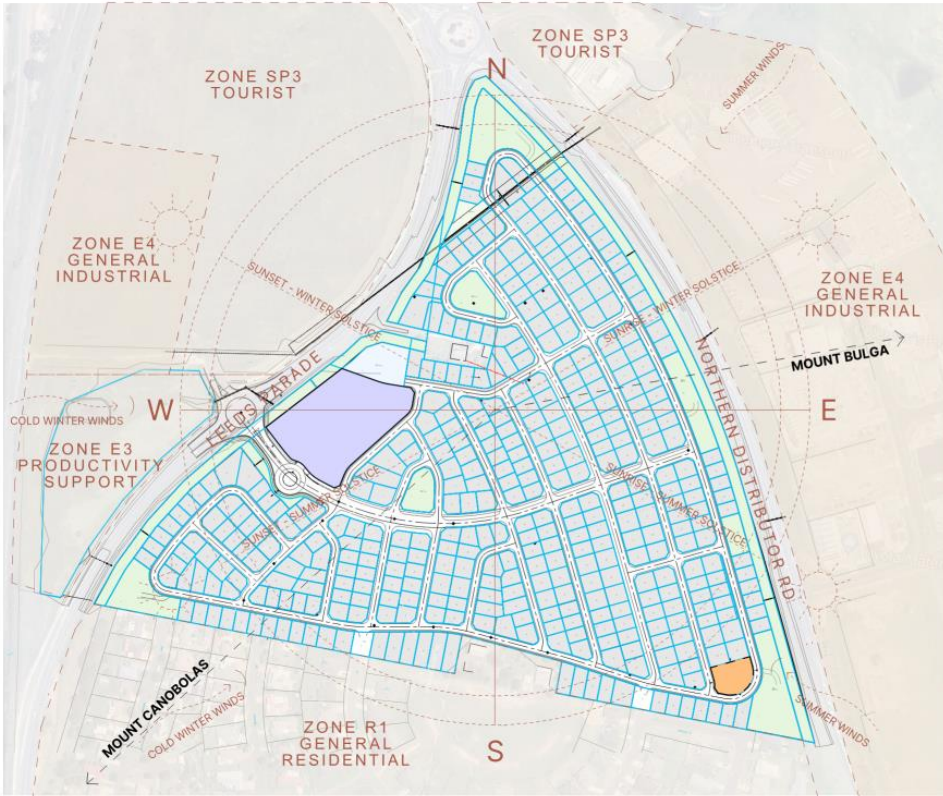 ZONE SP3
TOURIST
ZONE SP3
TOURIST
N
SUMMER WINDS
ZONE E4
GENERAL
INDUSTRIAL
SUNSET - WINTER SOLSTICE
SUNRISE - WINTER SOLSTICE
ZONE E4
GENERAL
INDUSTRIAL
MOUNT BULGA
LEEDS PARADE
NORTHERN DISTRIBUTOR RD
W
E
COLD WINTER WINDS
ZONE E3
PRODUCTIVITY
SUPPORT
SUNSET - SUMMER SOLSTICE
SUNRISE - SUMMER SOLSTICE
MOUNT CANOBOLAS
COLD WINTER WINDS
ZONE R1
GENERAL
RESIDENTIAL
S
SUMMER WINDS